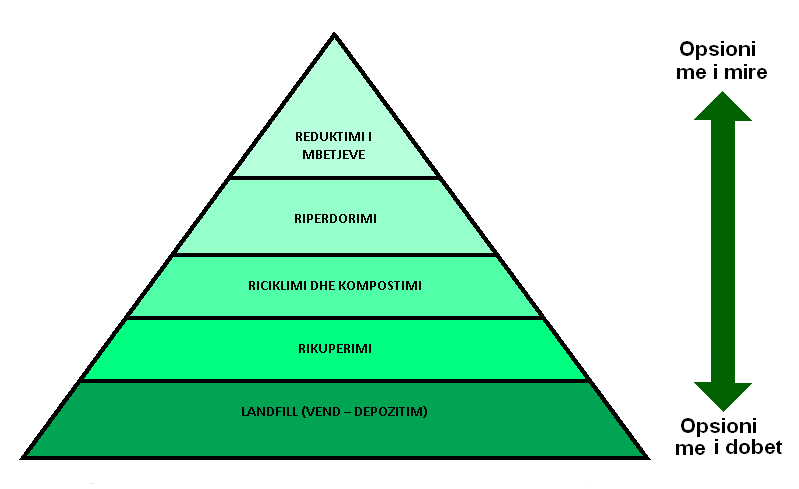 Opsioni
me i mire
REDUKTIMI I
MBETJEVE
RIPERDORIMI
RICIKLIMI DHE KOMPOSTIMI
RIKUPERIMI
LANDFILL (VEND – DEPOZITIM)
Opsioni
me i dobet